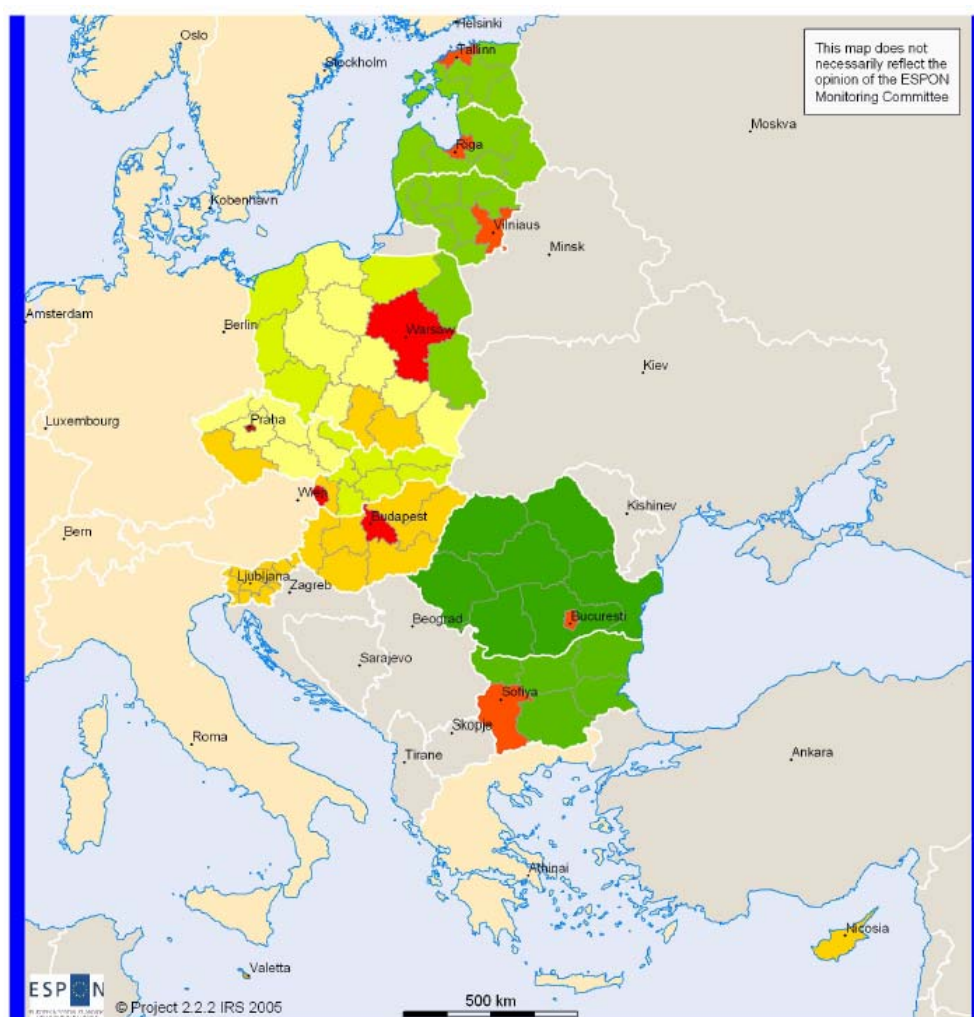 Helsinki
Oslo
Tallinn
Stockholm
This map does not
necessarily reflect the
opinion of the ESPON
Monitoring Committee
Moskva
Riga
Kobenhavn
Vilniaus
Minsk
Amsterdam
Berlin
Warsaw
Kiev
Luxembourg
Praha
Wien
Kishinev
Budapest
Bern
Ljubljana
Zagreb
Bucuresti
Beograd
Sarajevo
Sofiya
Skopje
Roma
Tirane
Ankara
Athinai
Nicosia
Valetta
ESPON
© Project 2.2.2 IRS 2005
500 km